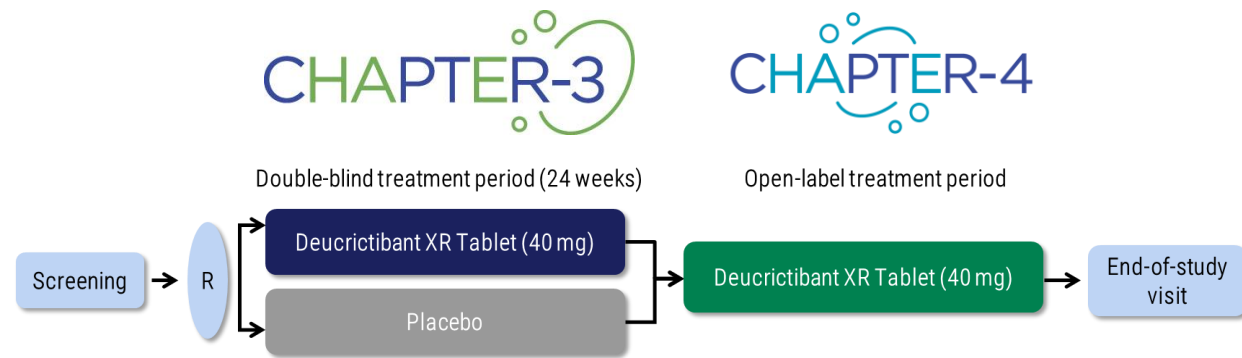 CHAPTER-3
CHAPTER-4
Double-blind treatment period (24 weeks)
Open-label treatment period
Screening
R
Deucrictibant XR Tablet (40 mg)
Placebo
Deucrictibant XR Tablet (40 mg)
End-of-study
visit